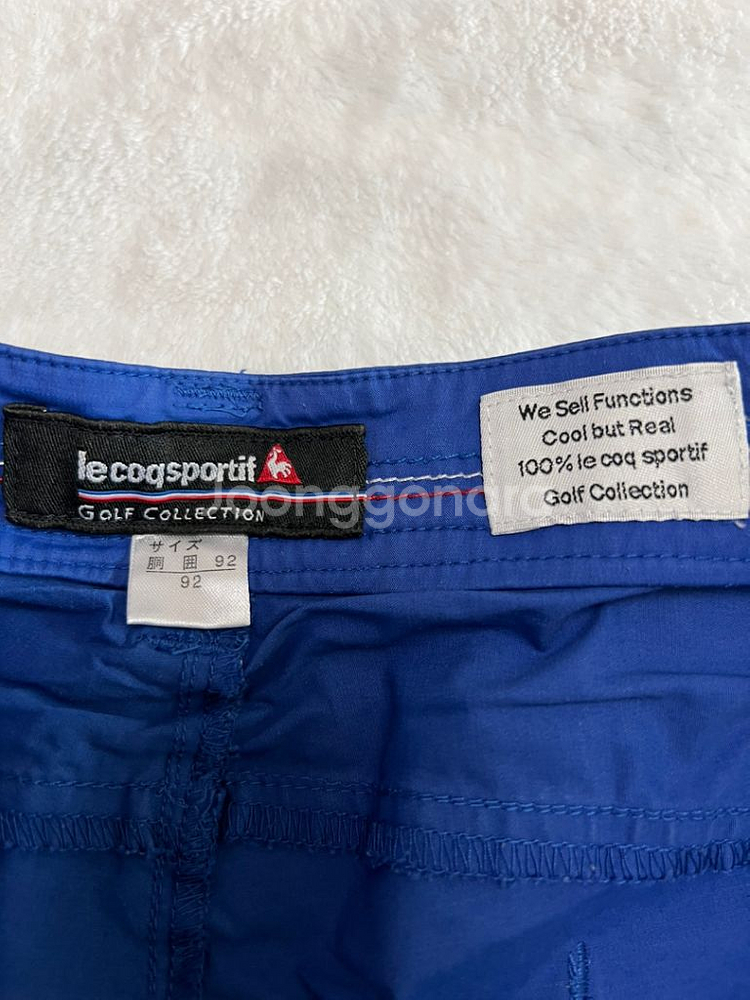 le coq sportif
GOLF COLLECTION
サイズ
胴囲 92
92
We Sell Functions
Cool but Real
100% le coq sportif
Golf Collection
Joonggonara